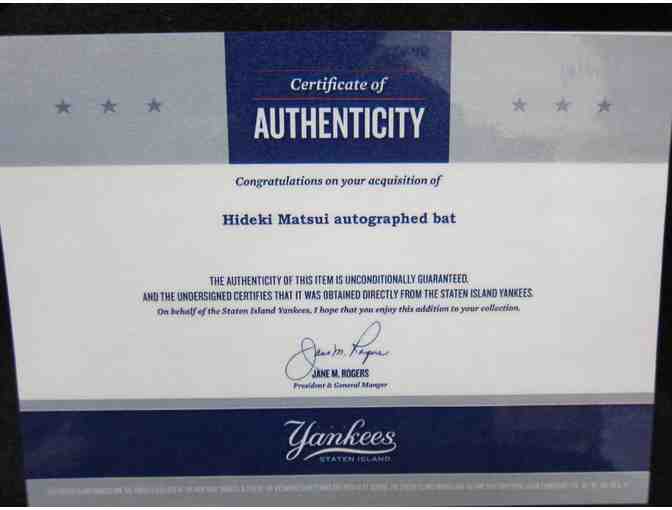 Certificate of
AUTHENTICITY
Congratulations on your acquisition of
Hideki Matsui autographed bat
THE AUTHENTICITY OF THIS ITEM IS UNCONDITIONALLY GUARANTEED,
AND THE UNDERSIGNED CERTIFIES THAT IT WAS OBTAINED DIRECTLY FROM THE STATEN ISLAND YANKEES.
On behalf of the Staten Island Yankees, I hope that you enjoy this addition to your collection.
Jane M. Rogers
JANE M. ROGERS
President & General Manger
Yankees
STATEN ISLAND